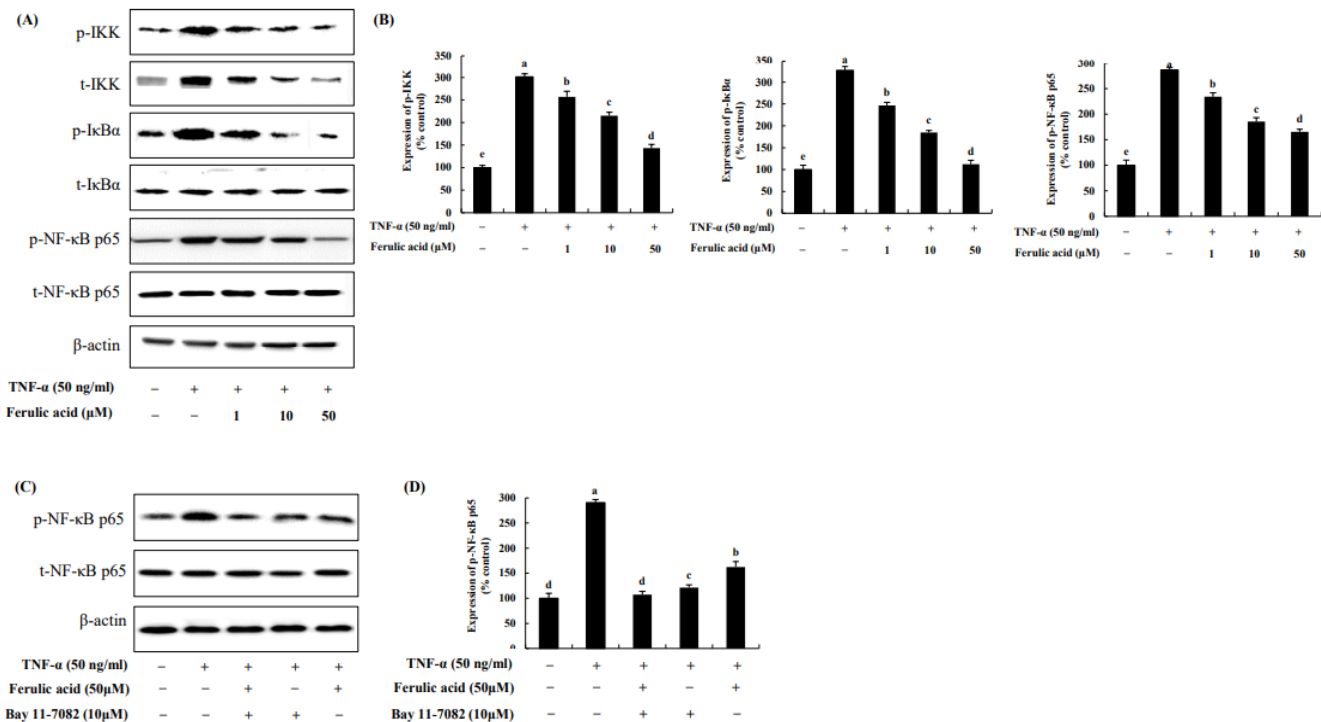 (A)
p-IKK
t-IKK
p-IκBα
t-IκBα
p-NF-κB p65
t-NF-κB p65
β-actin
TNF-α (50 ng/ml) – + + + +
Ferulic acid (μM) – – 1 10 50
(B)
Expression of p-IKK
(% control)
350
300
250
200
150
100
50
0
e a b c d
TNF-α (50 ng/ml) – + + + +
Ferulic acid (μM) – – 1 10 50
Expression of p-IκBα
(% control)
350
300
250
200
150
100
50
0
e a b c d
TNF-α (50 ng/ml) – + + + +
Ferulic acid (μM) – – 1 10 50
Expression of p-NF-κB p65
(% control)
300
250
200
150
100
50
0
e a b c d
TNF-α (50 ng/ml) – + + + +
Ferulic acid (μM) – – 1 10 50
(C)
p-NF-κB p65
t-NF-κB p65
β-actin
TNF-α (50 ng/ml) – + + + +
Ferulic acid (50μM) – – + – +
Bay 11-7082 (10μM) – – + + –
(D)
Expression of p-NF-κB p65
(% control)
300
250
200
150
100
50
0
d a d c b
TNF-α (50 ng/ml) – + + + +
Ferulic acid (50μM) – – + – +
Bay 11-7082 (10μM) – – + + –